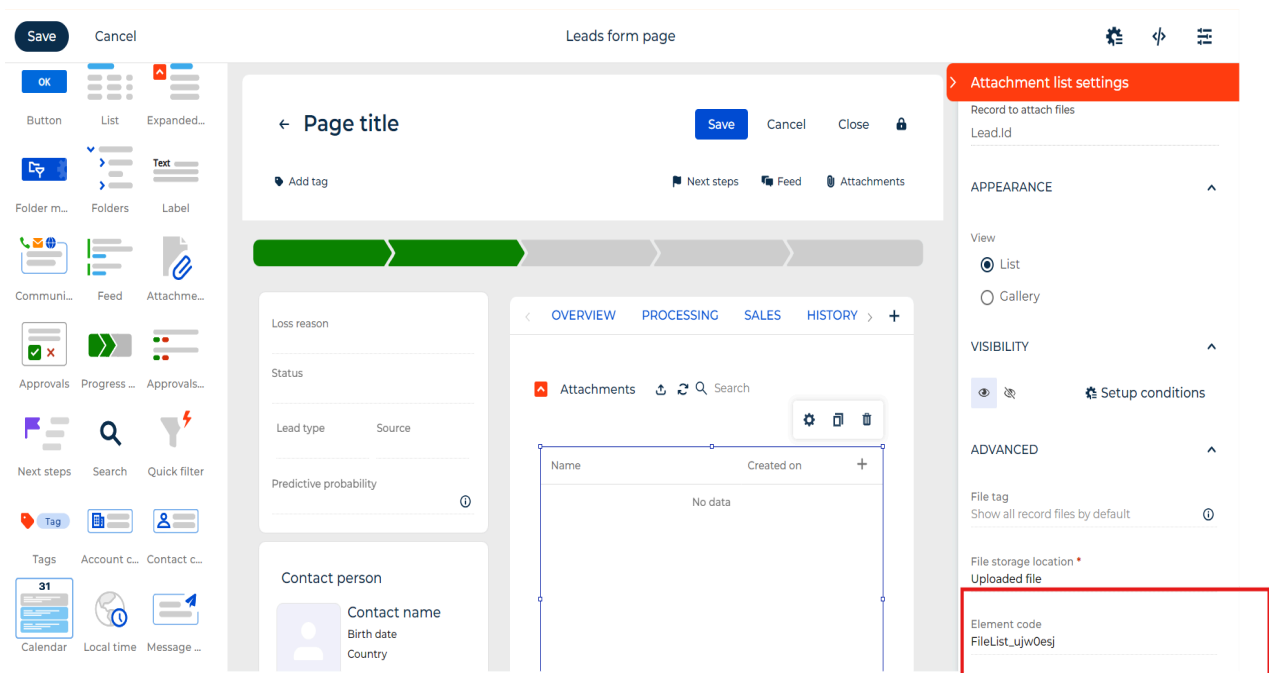 Save
Cancel
Leads form page
OK
Button
List
Expanded...
Text
Folder m...
Folders
Label
Communi...
Feed
Attachme...
Approvals
Progress ...
Approvals...
Next steps
Search
Quick filter
Tag
Tags
Account c...
Contact c...
31
Calendar
Local time
Message ...
Page title
Save
Cancel
Close
Add tag
Next steps
Feed
Attachments
Loss reason
Status
Lead type
Source
Predictive probability
Contact person
Contact name
Birth date
Country
OVERVIEW
PROCESSING
SALES
HISTORY
Attachments
Search
Name
Created on
No data
Attachment list settings
Record to attach files
Lead.Id
APPEARANCE
View
List
Gallery
VISIBILITY
Setup conditions
ADVANCED
File tag
Show all record files by default
File storage location *
Uploaded file
Element code
FileList_ujw0esj